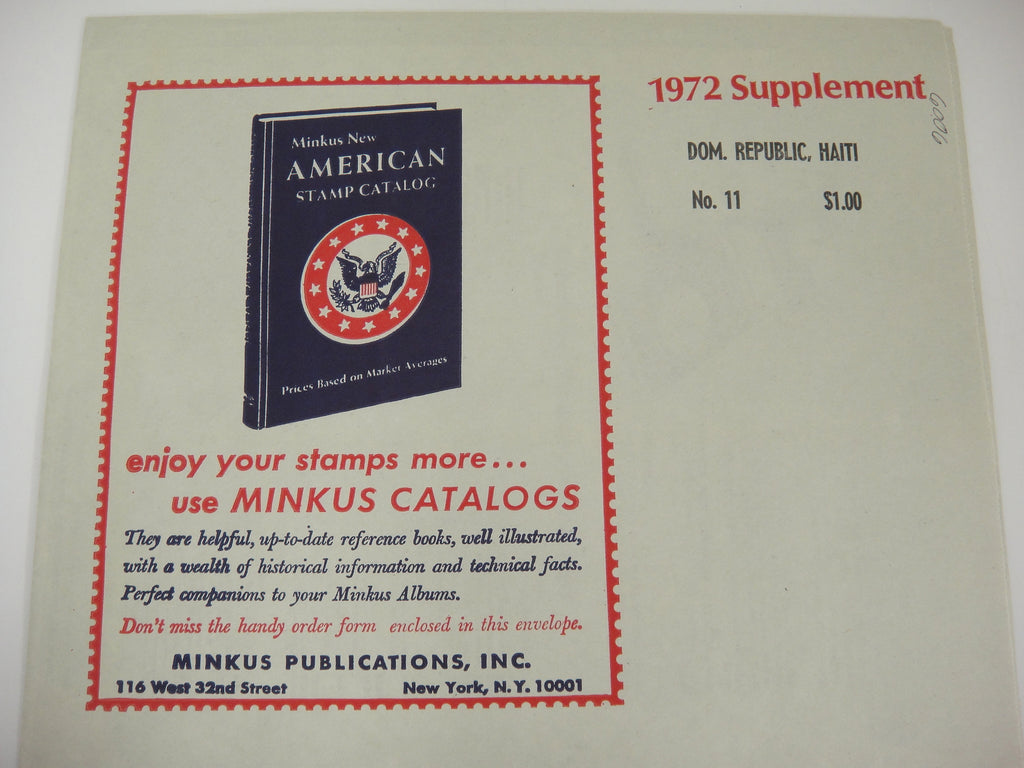 1972 Supplement
DOM. REPUBLIC, HAITI
No. 11 $1.00
Minkus New
AMERICAN
STAMP CATALOG
Prices Based on Market Averages
enjoy your stamps more...
use MINKUS CATALOGS
They are helpful, up-to-date reference books, well illustrated,
with a wealth of historical information and technical facts.
Perfect companions to your Minkus Albums.
Don't miss the handy order form enclosed in this envelope.
MINKUS PUBLICATIONS, INC.
116 West 32nd Street New York, N.Y. 10001